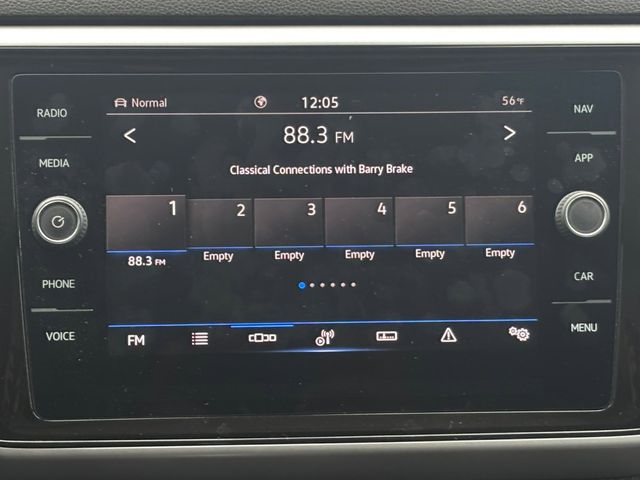 RADIO
MEDIA
PHONE
VOICE
Normal
12:05
56°F
88.3 FM
Classical Connections with Barry Brake
1 2 3 4 5 6
88.3 FM Empty Empty Empty Empty Empty
FM
NAV
APP
CAR
MENU